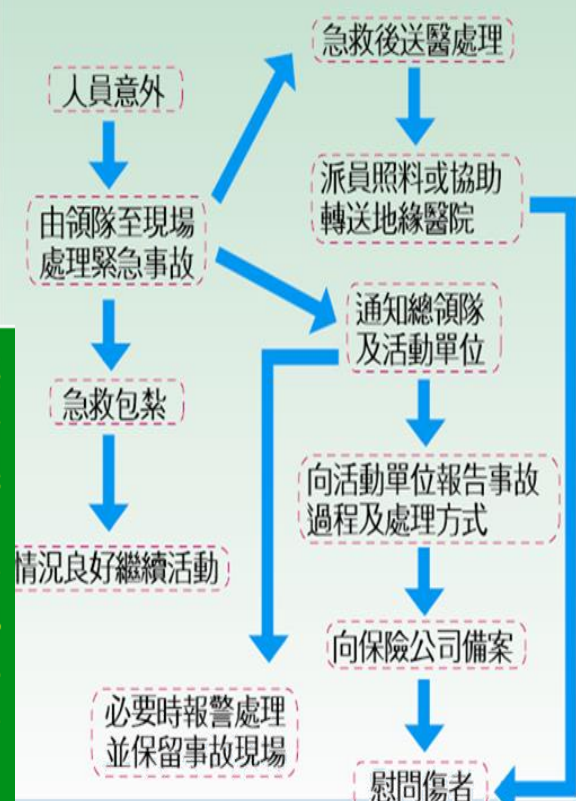 急救後送醫處理
人員意外
派員照料或協助
轉送地緣醫院
由領隊至現場
處理緊急事故
通知總領隊
及活動單位
急救包紮
向活動單位報告事故
過程及處理方式
情況良好繼續活動
向保險公司備案
必要時報警處理
並保留事故現場
慰問傷者